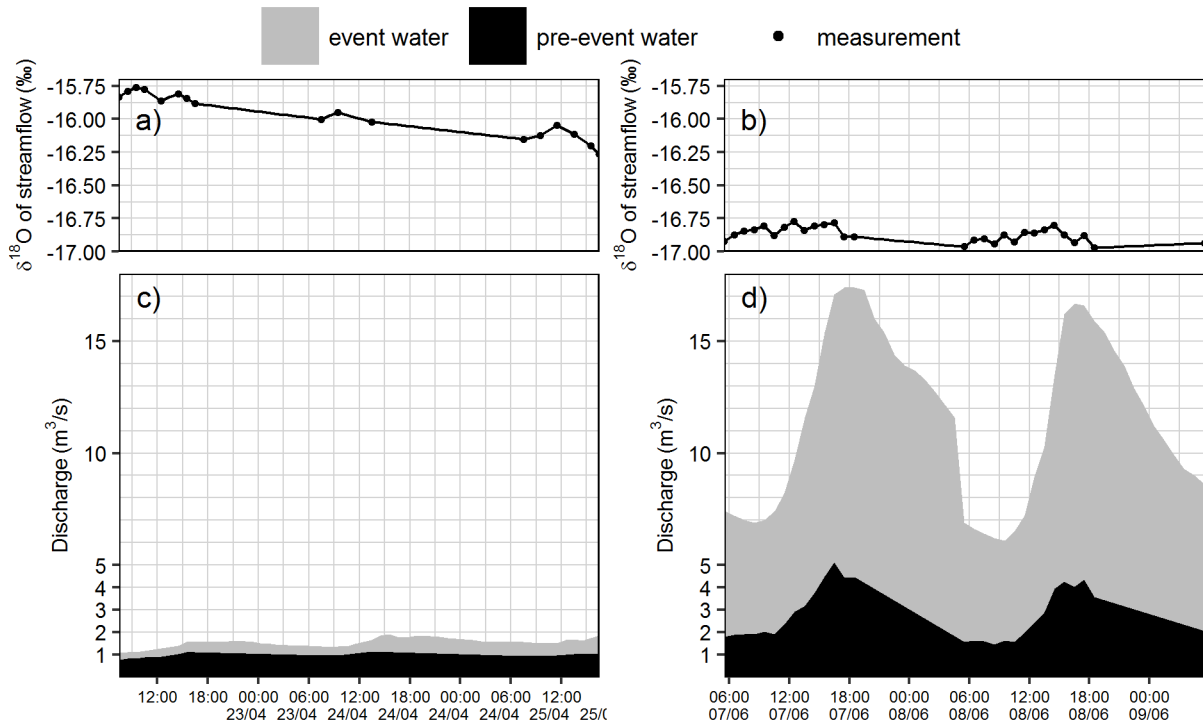 event water pre-event water measurement
δ18O of streamflow (‰)
-15.75
-16.00
-16.25
-16.50
-16.75
-17.00
a)
δ18O of streamflow (‰)
-15.75
-16.00
-16.25
-16.50
-16.75
-17.00
b)
Discharge (m3/s)
15
10
5
4
3
2
1
c)
12:00 18:00 00:00 06:00 12:00 18:00 00:00 06:00 12:00
23/04 23/04 24/04 24/04 24/04 24/04 25/04 25/0
Discharge (m3/s)
15
10
5
4
3
2
1
d)
06:00 12:00 18:00 00:00 06:00 12:00 18:00 00:00
07/06 07/06 07/06 08/06 08/06 08/06 08/06 09/06